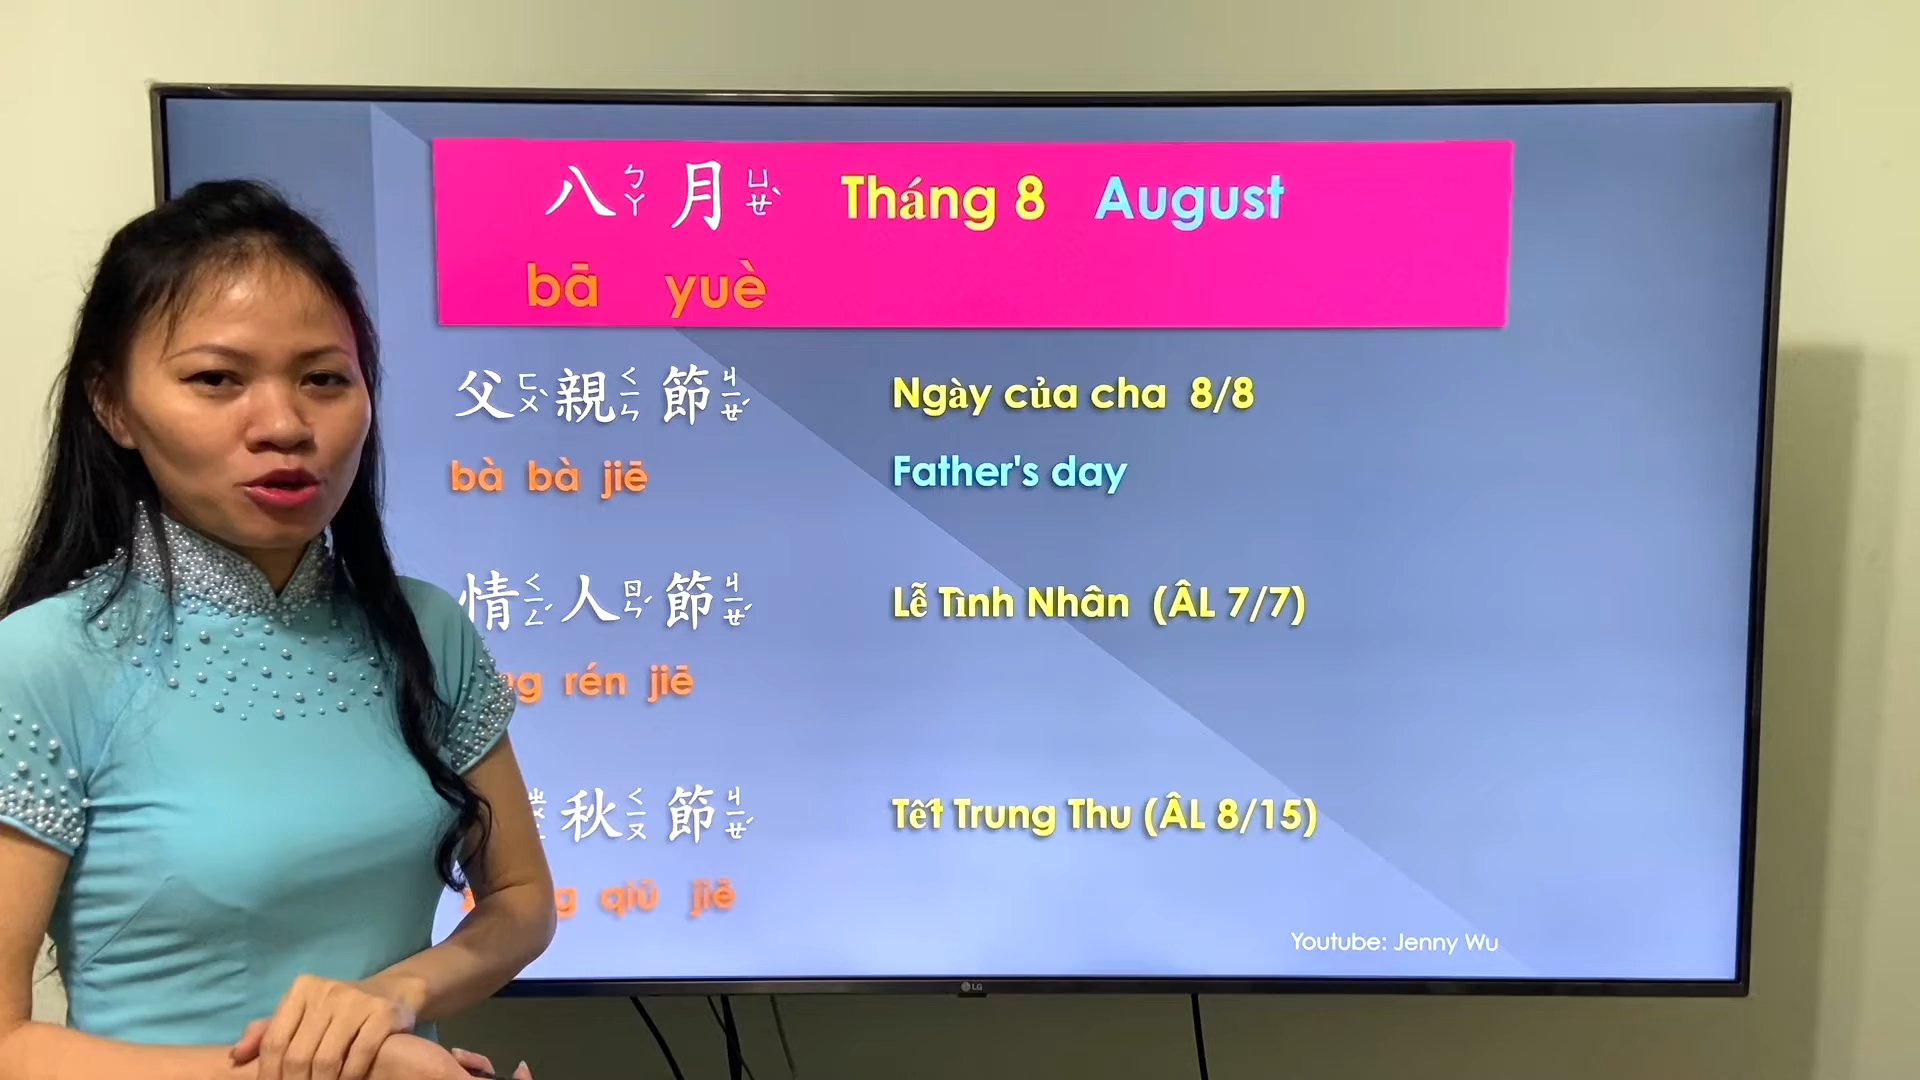 八ㄅㄚ 月ㄩㄝˋ Tháng 8 August
bā yuè
父ㄈㄨˋ 親ㄑㄧㄣ 節ㄐㄧㄝˊ Ngày của cha 8/8
bà bà jiē Father's day
情ㄑㄧㄥˊ 人ㄖㄣˊ 節ㄐㄧㄝˊ Lễ Tình Nhân (ÂL 7/7)
rén jiē
秋ㄑㄧㄡ 節ㄐㄧㄝˊ Tết Trung Thu (ÂL 8/15)
qiū jiē
Youtube: Jenny Wu
LG